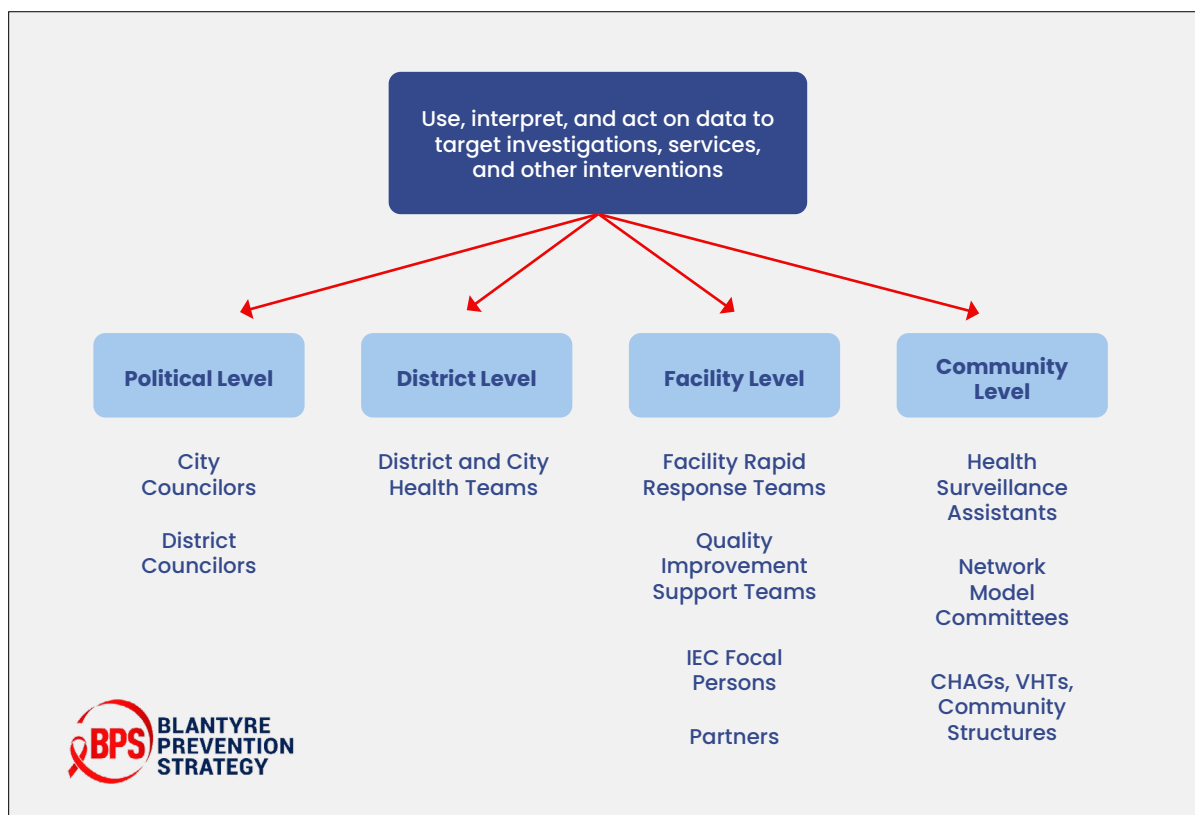 Use, interpret, and act on data to
target investigations, services,
and other interventions
Political Level
City
Councilors
District
Councilors
District Level
District and City
Health Teams
Facility Level
Facility Rapid
Response Teams
Quality
Improvement
Support Teams
IEC Focal
Persons
Partners
Community
Level
Health
Surveillance
Assistants
Network
Model
Committees
CHAGs, VHTs,
Community
Structures
BPS
BLANTYRE
PREVENTION
STRATEGY